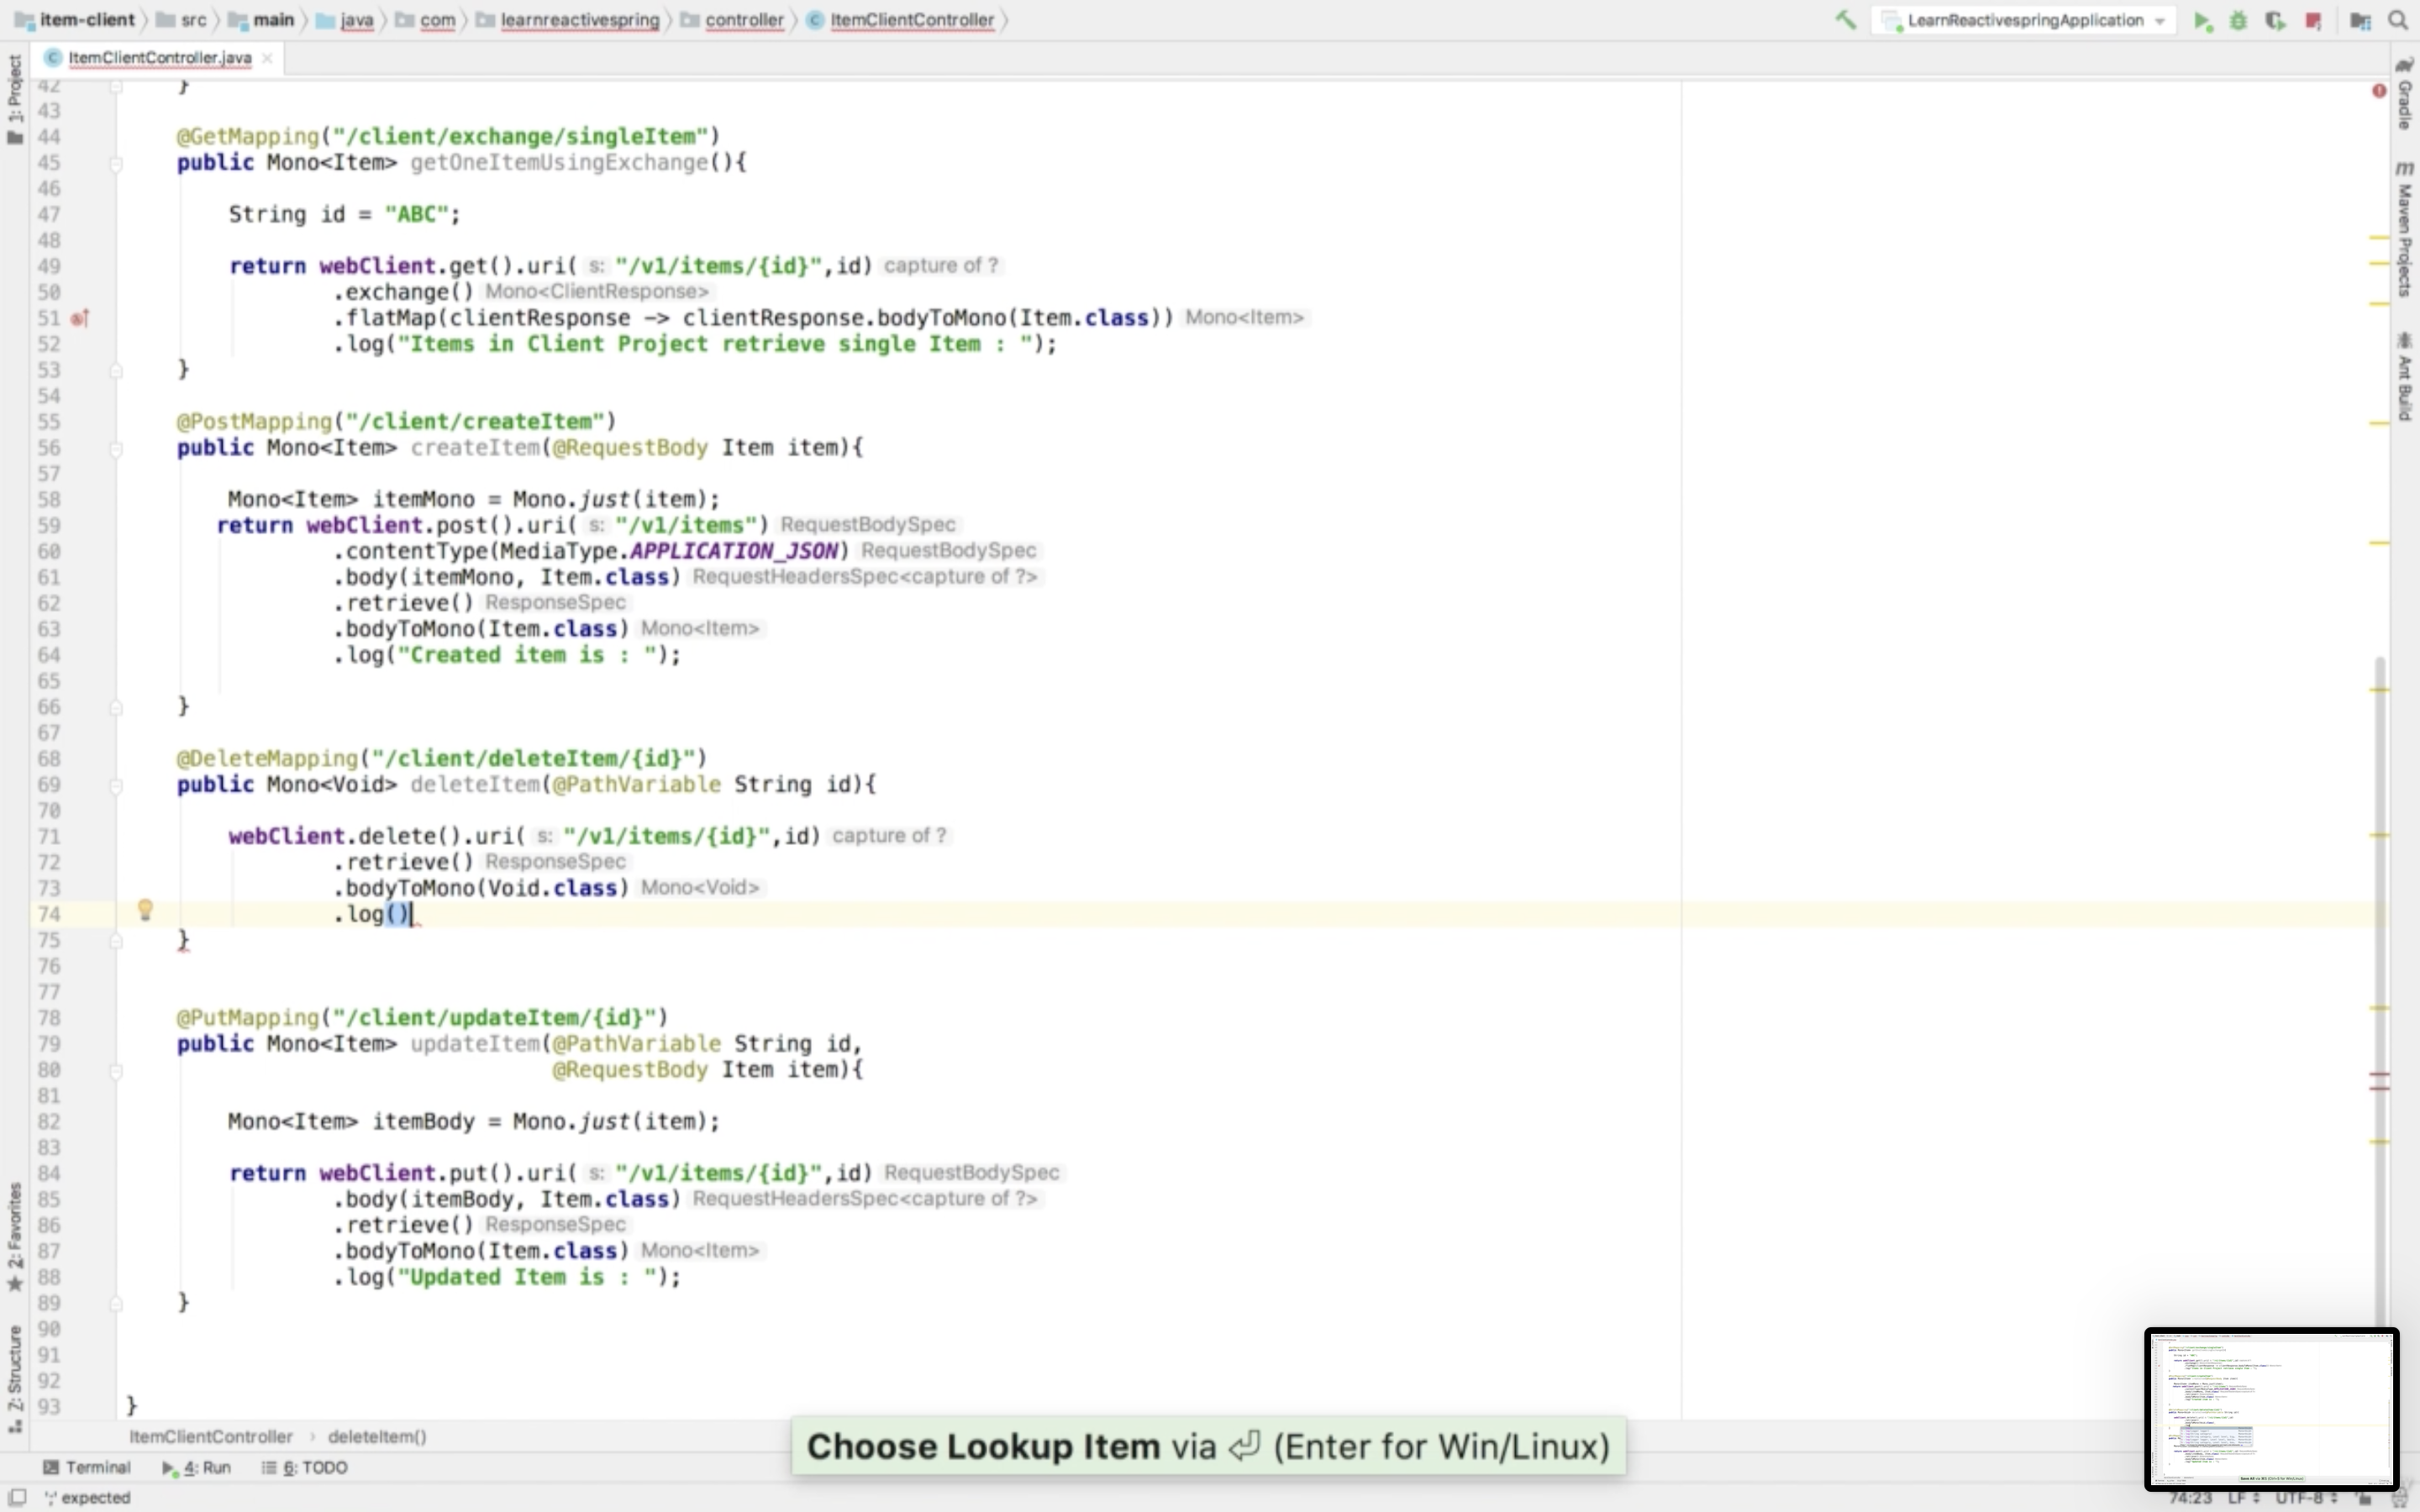 item-client src main java com learnreactivespring controller ItemClientController LearnReactivespringApplication
ItemClientController.java
1: Project
Gradle
Maven Projects
Ant Build
2: Favorites
Z: Structure
42 }
43
44 @GetMapping("/client/exchange/singleItem")
45 public Mono<Item> getOneItemUsingExchange(){
46
47 String id = "ABC";
48
49 return webClient.get().uri( s: "/v1/items/{id}",id) capture of ?
50 .exchange() Mono<ClientResponse>
51 .flatMap(clientResponse -> clientResponse.bodyToMono(Item.class)) Mono<Item>
52 .log("Items in Client Project retrieve single Item : ");
53 }
54
55 @PostMapping("/client/createItem")
56 public Mono<Item> createItem(@RequestBody Item item){
57
58 Mono<Item> itemMono = Mono.just(item);
59 return webClient.post().uri( s: "/v1/items") RequestBodySpec
60 .contentType(MediaType.APPLICATION_JSON) RequestBodySpec
61 .body(itemMono, Item.class) RequestHeadersSpec<capture of ?>
62 .retrieve() ResponseSpec
63 .bodyToMono(Item.class) Mono<Item>
64 .log("Created item is : ");
65
66 }
67
68 @DeleteMapping("/client/deleteItem/{id}")
69 public Mono<Void> deleteItem(@PathVariable String id){
70
71 webClient.delete().uri( s: "/v1/items/{id}",id) capture of ?
72 .retrieve() ResponseSpec
73 .bodyToMono(Void.class) Mono<Void>
74 .log()
75 }
76
77
78 @PutMapping("/client/updateItem/{id}")
79 public Mono<Item> updateItem(@PathVariable String id,
80 @RequestBody Item item){
81
82 Mono<Item> itemBody = Mono.just(item);
83
84 return webClient.put().uri( s: "/v1/items/{id}",id) RequestBodySpec
85 .body(itemBody, Item.class) RequestHeadersSpec<capture of ?>
86 .retrieve() ResponseSpec
87 .bodyToMono(Item.class) Mono<Item>
88 .log("Updated Item is : ");
89 }
90
91
92
93 }
ItemClientController › deleteItem()
Choose Lookup Item via ⏎ (Enter for Win/Linux)
Terminal 4: Run 6: TODO
';' expected 74:23 LF UTF-8